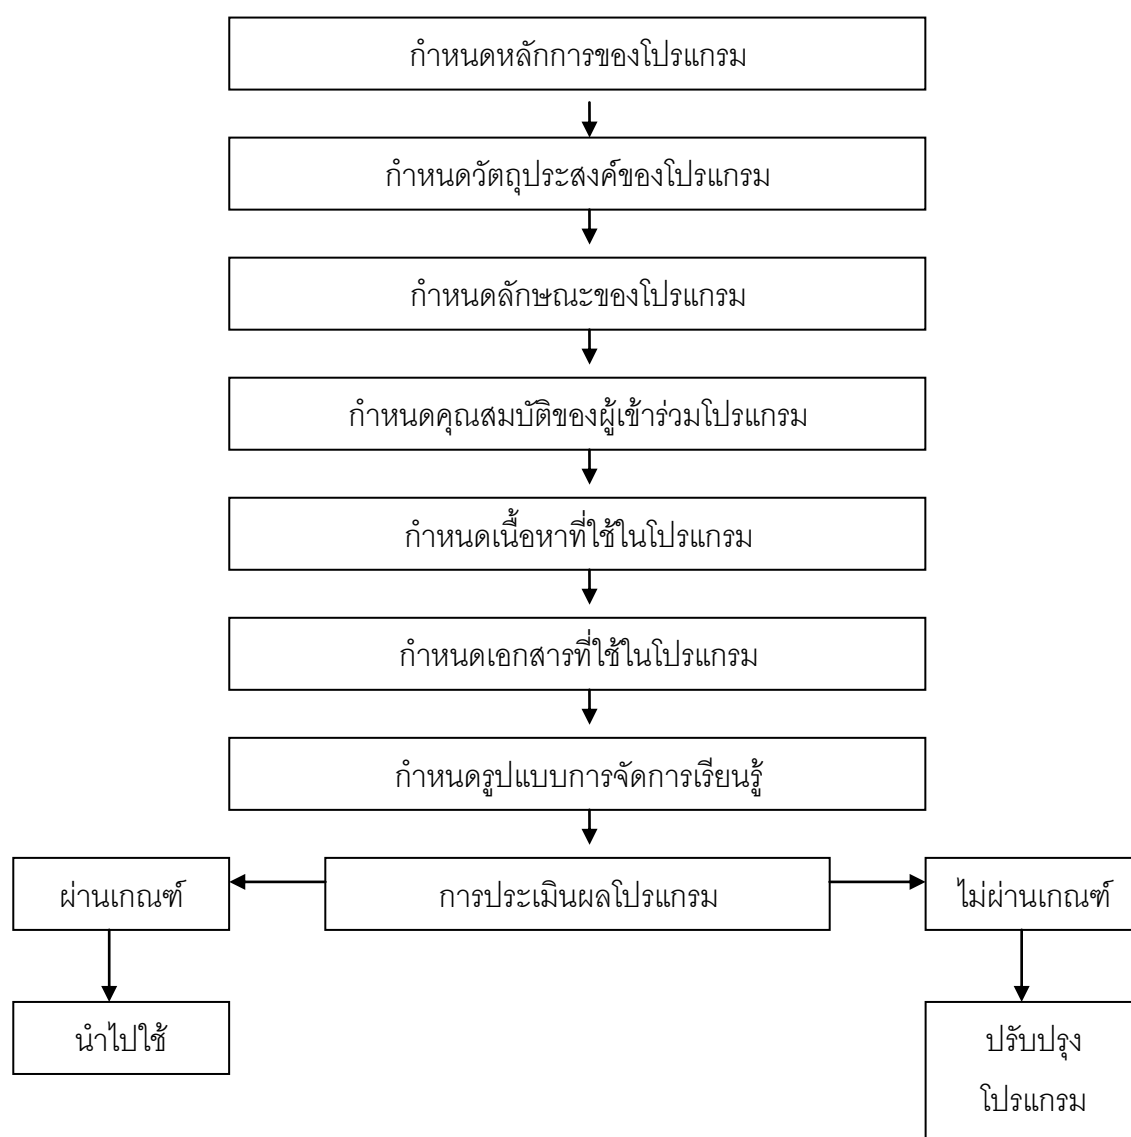 กำหนดหลักการของโปรแกรม
กำหนดวัตถุประสงค์ของโปรแกรม
กำหนดลักษณะของโปรแกรม
กำหนดคุณสมบัติของผู้เข้าร่วมโปรแกรม
กำหนดเนื้อหาที่ใช้ในโปรแกรม
กำหนดเอกสารที่ใช้ในโปรแกรม
กำหนดรูปแบบการจัดการเรียนรู้
ผ่านเกณฑ์
การประเมินผลโปรแกรม
ไม่ผ่านเกณฑ์
นำไปใช้
ปรับปรุง
โปรแกรม